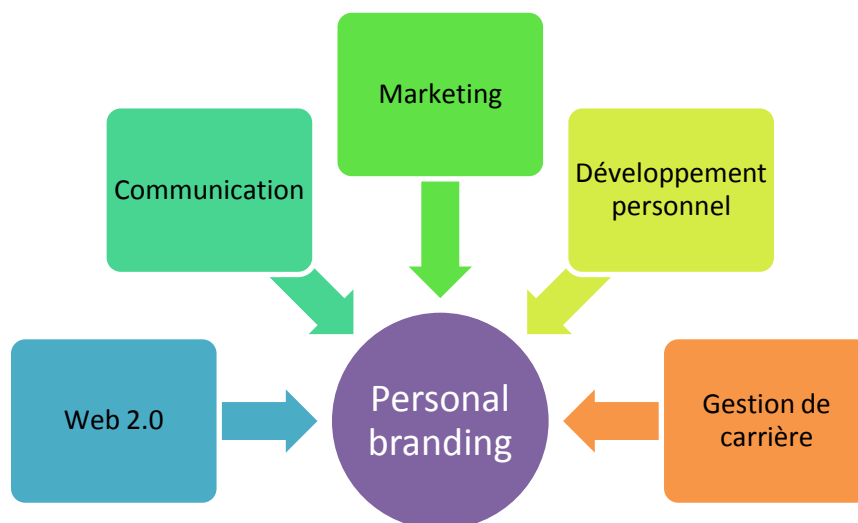 Marketing
Communication
Développement
personnel
Web 2.0
Personal
branding
Gestion de
carrière